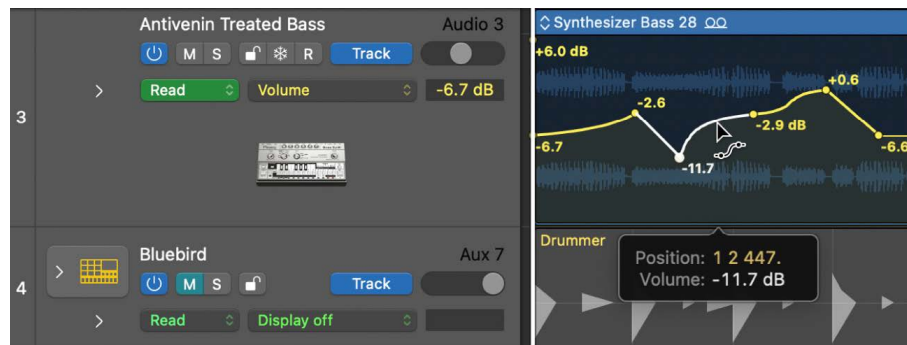 Antivenin Treated Bass Audio 3
M S R Track
Read Volume -6.7 dB
3
Bluebird Aux 7
M S Track
4
Read Display off
Synthesizer Bass 28
+6.0 dB
+0.6
-2.6
-2.9 dB
-6.7
-6.6
-11.7
Drummer
Position: 1 2 447.
Volume: -11.7 dB